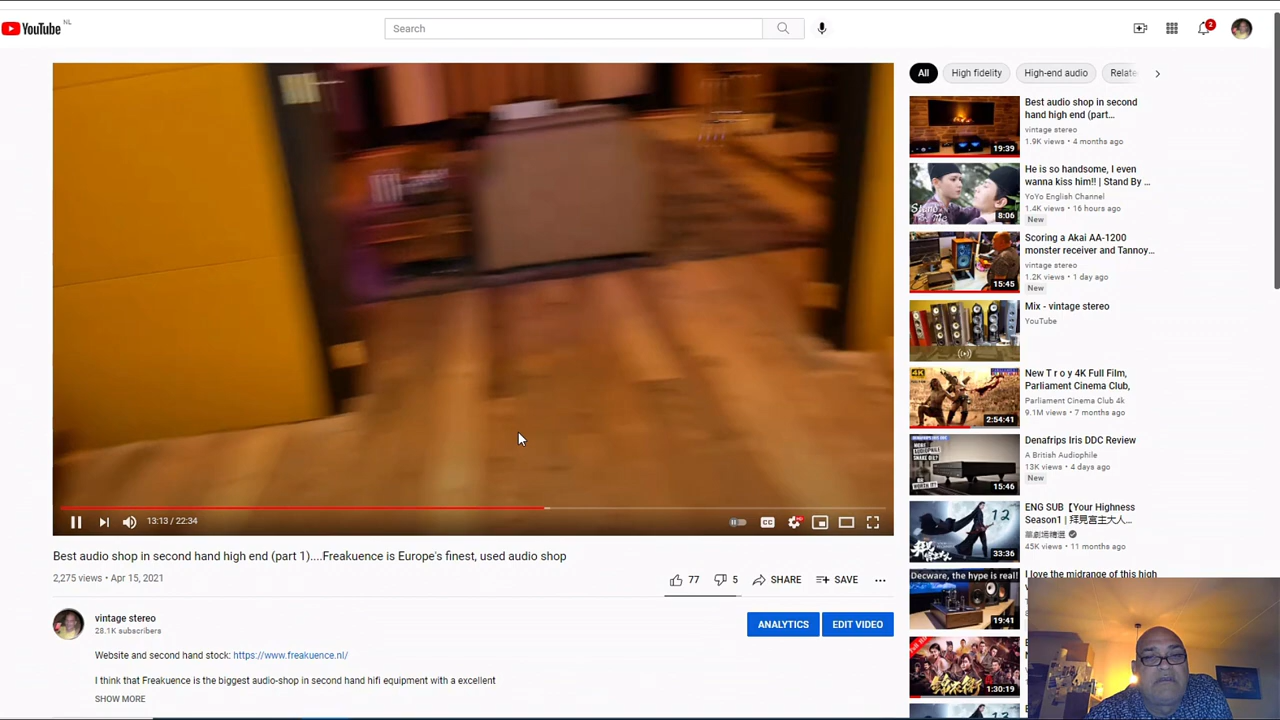 YouTube NL
Search
2
All
High fidelity
High-end audio
Relate
Best audio shop in second
hand high end (part...
vintage stereo
1.9K views • 4 months ago
19:39
He is so handsome, I even
wanna kiss him!! | Stand By ...
YoYo English Channel
1.4K views • 16 hours ago
New
8:06
Scoring a Akai AA-1200
monster receiver and Tannoy...
vintage stereo
1.2K views • 1 day ago
New
15:45
Mix - vintage stereo
YouTube
New T r o y 4K Full Film,
Parliament Cinema Club,
Parliament Cinema Club 4k
9.1M views • 7 months ago
4K
2:54:41
Denafrips Iris DDC Review
A British Audiophile
13K views • 4 days ago
New
15:46
ENG SUB【Your Highness
Season1 | 拜見宮主大人...
45K views • 11 months ago
12
33:36
I love the midrange of this high
Decware, the hype is real!
19:41
1:30:19
13:13 / 22:34
CC
Best audio shop in second hand high end (part 1)....Freakuence is Europe's finest, used audio shop
2,275 views • Apr 15, 2021
77
5
SHARE
SAVE
vintage stereo
28.1K subscribers
ANALYTICS
EDIT VIDEO
Website and second hand stock: https://www.freakuence.nl/
I think that Freakuence is the biggest audio-shop in second hand hifi equipment with a excellent
SHOW MORE